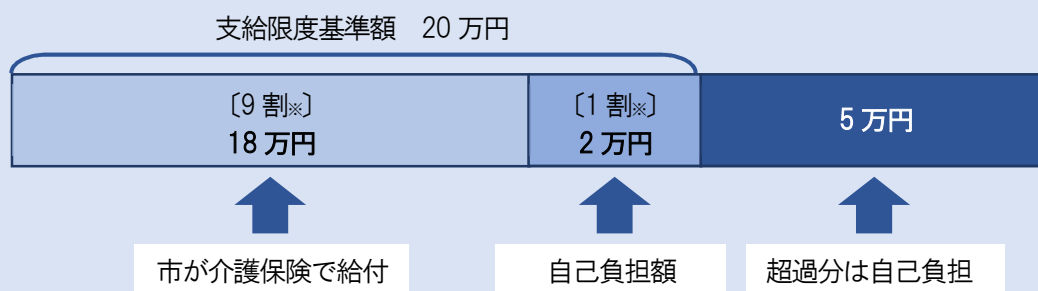 支給限度基準額　20 万円
〔9 割※〕
18 万円
〔1 割※〕
2 万円
5 万円
市が介護保険で給付
自己負担額
超過分は自己負担